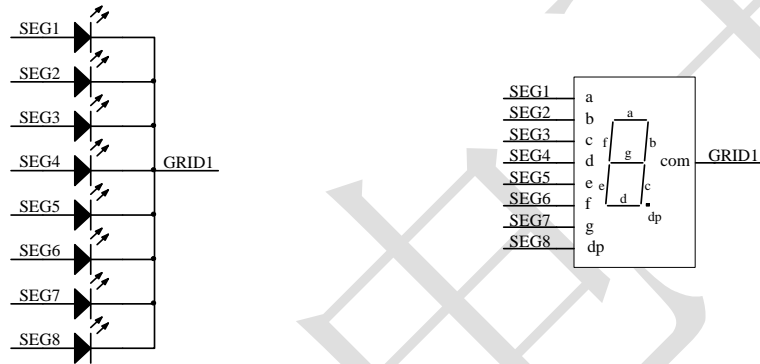 SEG1
SEG2
SEG3
SEG4
SEG5
SEG6
SEG7
SEG8
GRID1
SEG1
SEG2
SEG3
SEG4
SEG5
SEG6
SEG7
SEG8
a
b
c
d
e
f
g
dp
a
f b
g
e c
d
dp
com
GRID1